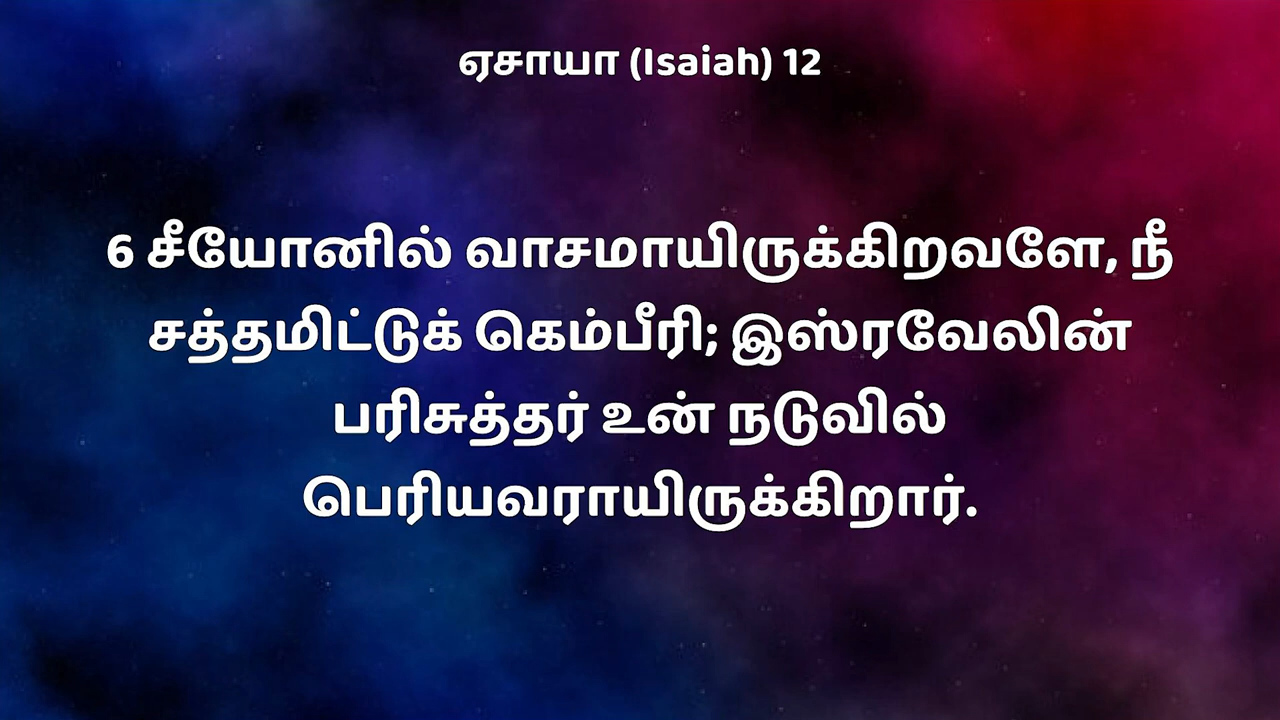 ஏசாயா (Isaiah) 12
6 சீயோனில் வாசமாயிருக்கிறவளே, நீ
சத்தமிட்டுக் கெம்பீரி; இஸ்ரவேலின்
பரிசுத்தர் உன் நடுவில்
பெரியவராயிருக்கிறார்.